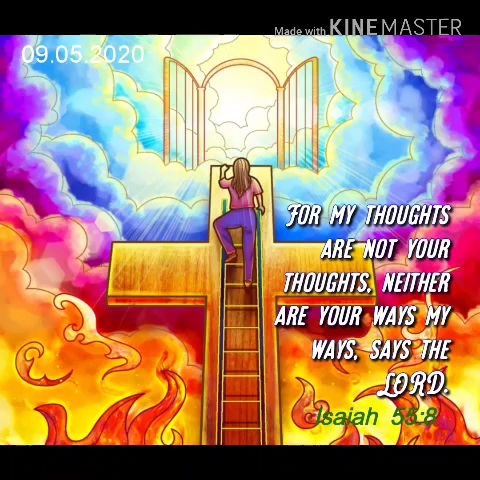 Made with KINEMASTER
09.05.2020
FOR MY THOUGHTS
ARE NOT YOUR
THOUGHTS, NEITHER
ARE YOUR WAYS MY
WAYS, SAYS THE
LORD.
Isaiah 55:8